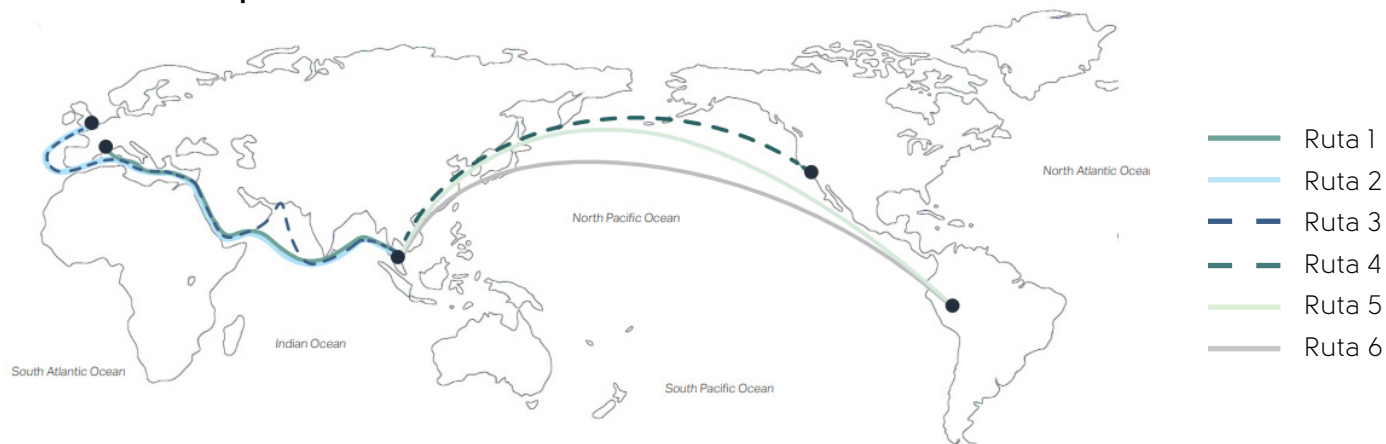 North Atlantic Ocea
North Pacific Ocean
Indian Ocean
South Atlantic Ocean
South Pacific Ocean
Ruta 1
Ruta 2
Ruta 3
Ruta 4
Ruta 5
Ruta 6